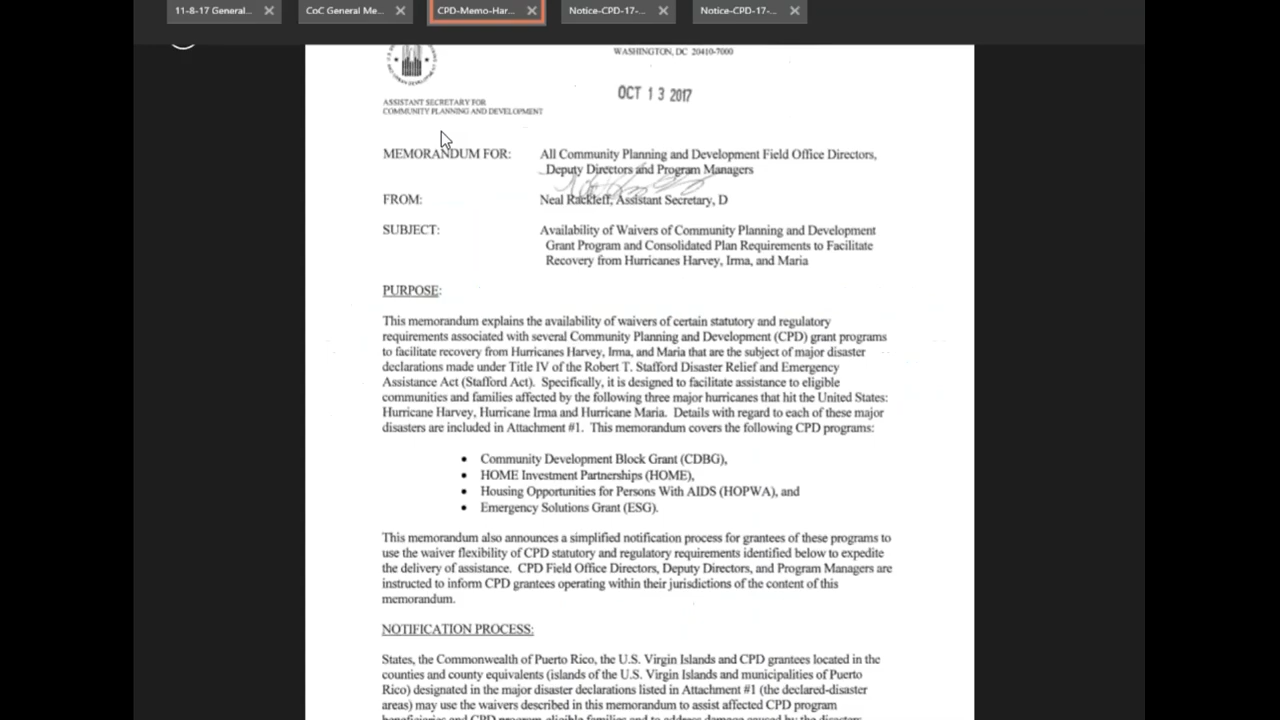 11-8-17 General...
CoC General Me...
CPD-Memo-Har...
Notice-CPD-17-...
Notice-CPD-17-...
WASHINGTON, DC 20410-7000
OCT 13 2017
ASSISTANT SECRETARY FOR
COMMUNITY PLANNING AND DEVELOPMENT
MEMORANDUM FOR: All Community Planning and Development Field Office Directors,
Deputy Directors and Program Managers
FROM: Neal Rackleff, Assistant Secretary, D
SUBJECT: Availability of Waivers of Community Planning and Development
Grant Program and Consolidated Plan Requirements to Facilitate
Recovery from Hurricanes Harvey, Irma, and Maria
PURPOSE:
This memorandum explains the availability of waivers of certain statutory and regulatory
requirements associated with several Community Planning and Development (CPD) grant programs
to facilitate recovery from Hurricanes Harvey, Irma, and Maria that are the subject of major disaster
declarations made under Title IV of the Robert T. Stafford Disaster Relief and Emergency
Assistance Act (Stafford Act). Specifically, it is designed to facilitate assistance to eligible
communities and families affected by the following three major hurricanes that hit the United States:
Hurricane Harvey, Hurricane Irma and Hurricane Maria. Details with regard to each of these major
disasters are included in Attachment #1. This memorandum covers the following CPD programs:
• Community Development Block Grant (CDBG),
• HOME Investment Partnerships (HOME),
• Housing Opportunities for Persons With AIDS (HOPWA), and
• Emergency Solutions Grant (ESG).
This memorandum also announces a simplified notification process for grantees of these programs to
use the waiver flexibility of CPD statutory and regulatory requirements identified below to expedite
the delivery of assistance. CPD Field Office Directors, Deputy Directors, and Program Managers are
instructed to inform CPD grantees operating within their jurisdictions of the content of this
memorandum.
NOTIFICATION PROCESS:
States, the Commonwealth of Puerto Rico, the U.S. Virgin Islands and CPD grantees located in the
counties and county equivalents (islands of the U.S. Virgin Islands and municipalities of Puerto
Rico) designated in the major disaster declarations listed in Attachment #1 (the declared-disaster
areas) may use the waivers described in this memorandum to assist affected CPD program
beneficiaries and CPD program eligible families and to address damage caused by the disasters